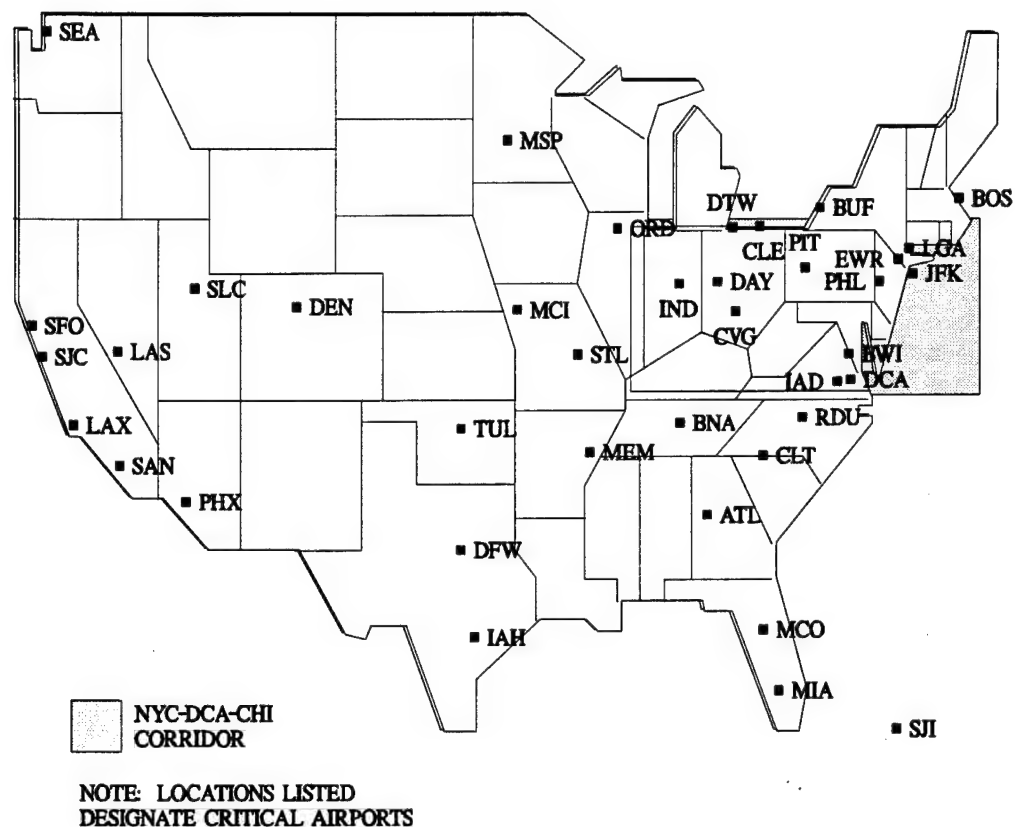 SEA
MSP
BOS
DTW
BUF
ORD
LGA
CLE
PIT
EWR
JFK
SLC
DEN
MCI
IND
DAY
PHL
SFO
SJC
LAS
STL
CVG
BWI
IAD
DCA
LAX
TUL
BNA
RDU
SAN
MEM
CLT
PHX
ATL
DFW
IAH
MCO
MIA
SJI
NYC-DCA-CHI
CORRIDOR
NOTE: LOCATIONS LISTED
DESIGNATE CRITICAL AIRPORTS